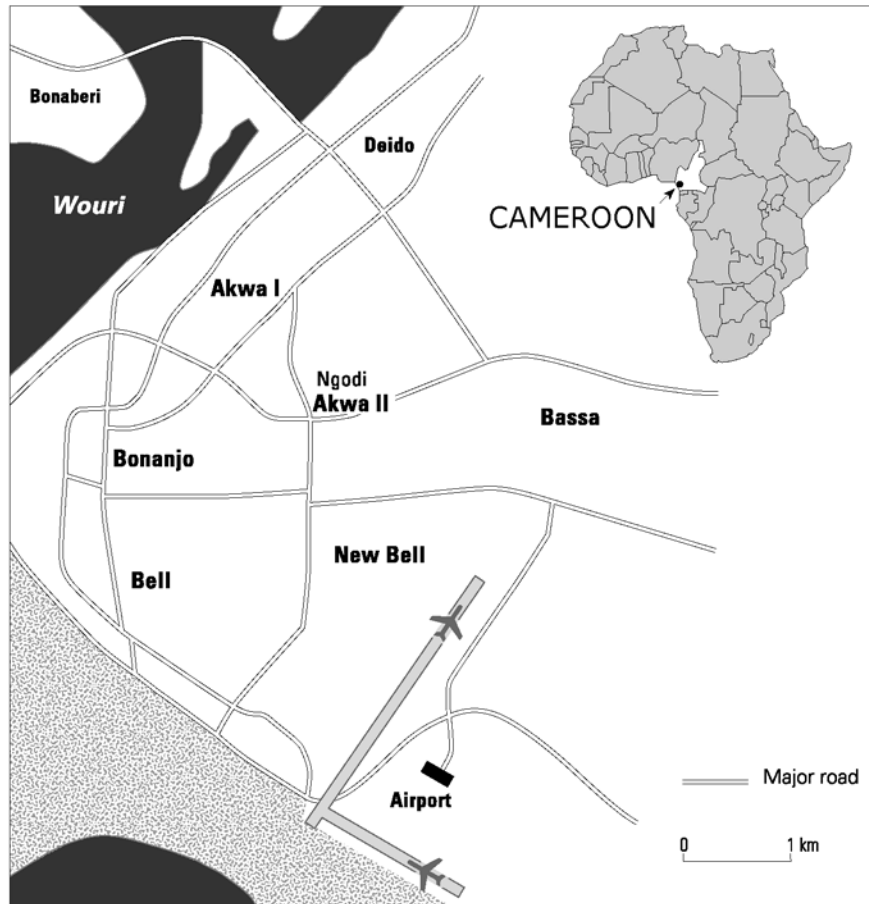 Bonaberi
Deido
Wouri
CAMEROON
Akwa I
Ngodi
Akwa II
Bassa
Bonanjo
New Bell
Bell
Major road
Airport
0 1 km